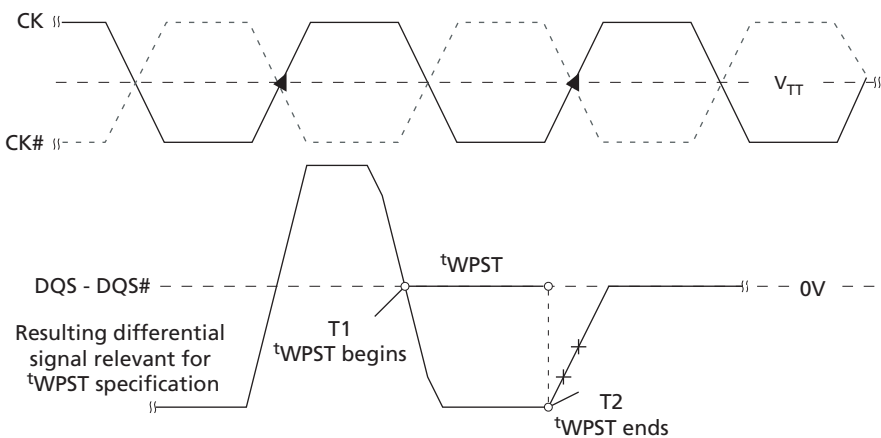 CK
V_TT
CK#
tWPST
DQS - DQS#
0V
T1
tWPST begins
Resulting differential
signal relevant for
tWPST specification
T2
tWPST ends